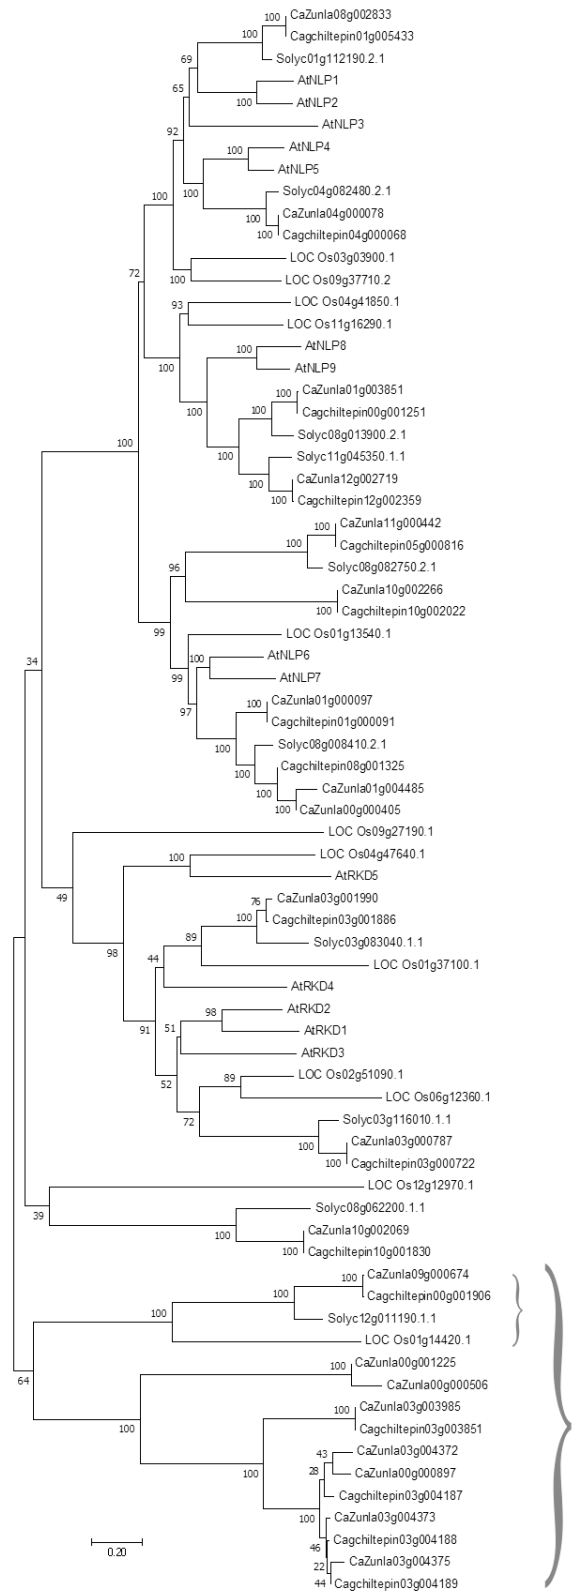 CaZunla08g002833
100
100
Cagchiltepin01g005433
69
Solyc01g112190.2.1
65
AtNLP1
100
AtNLP2
AtNLP3
92
AtNLP4
100
AtNLP5
100
Solyc04g082480.2.1
100
CaZunla04g000078
100
100
Cagchiltepin04g000068
LOC Os03g03900.1
72
100
LOC Os09g37710.2
93
LOC Os04g41850.1
LOC Os11g16290.1
100
AtNLP8
100
AtNLP9
CaZunla01g003851
100
100
100
Cagchiltepin00g001251
Solyc08g013900.2.1
100
Solyc11g045350.1.1
100
CaZunla12g002719
100
100
Cagchiltepin12g002359
CaZunla11g000442
100
100
Cagchiltepin05g000816
96
Solyc08g082750.2.1
CaZunla10g002266
100
Cagchiltepin10g002022
99
LOC Os01g13540.1
100
AtNLP6
34
99
AtNLP7
CaZunla01g000097
97
100
Cagchiltepin01g000091
100
Solyc08g008410.2.1
100
Cagchiltepin08g001325
100
CaZunla01g004485
100
CaZunla00g000405
LOC Os09g27190.1
100
LOC Os04g47640.1
49
AtRKD5
76
CaZunla03g001990
100
Cagchiltepin03g001886
89
Solyc03g083040.1.1
98
44
LOC Os01g37100.1
AtRKD4
98
AtRKD2
91
51
AtRKD1
AtRKD3
52
89
LOC Os02g51090.1
LOC Os06g12360.1
72
Solyc03g116010.1.1
CaZunla03g000787
100
100
Cagchiltepin03g000722
LOC Os12g12970.1
39
Solyc08g062200.1.1
100
CaZunla10g002069
100
Cagchiltepin10g001830
CaZunla09g000674
100
100
Cagchiltepin00g001906
100
Solyc12g011190.1.1
LOC Os01g14420.1
CaZunla00g001225
64
100
CaZunla00g000506
CaZunla03g003985
100
100
Cagchiltepin03g003851
43
CaZunla03g004372
100
28
CaZunla00g000897
Cagchiltepin03g004187
100
CaZunla03g004373
46
Cagchiltepin03g004188
22
CaZunla03g004375
44
Cagchiltepin03g004189
0.20